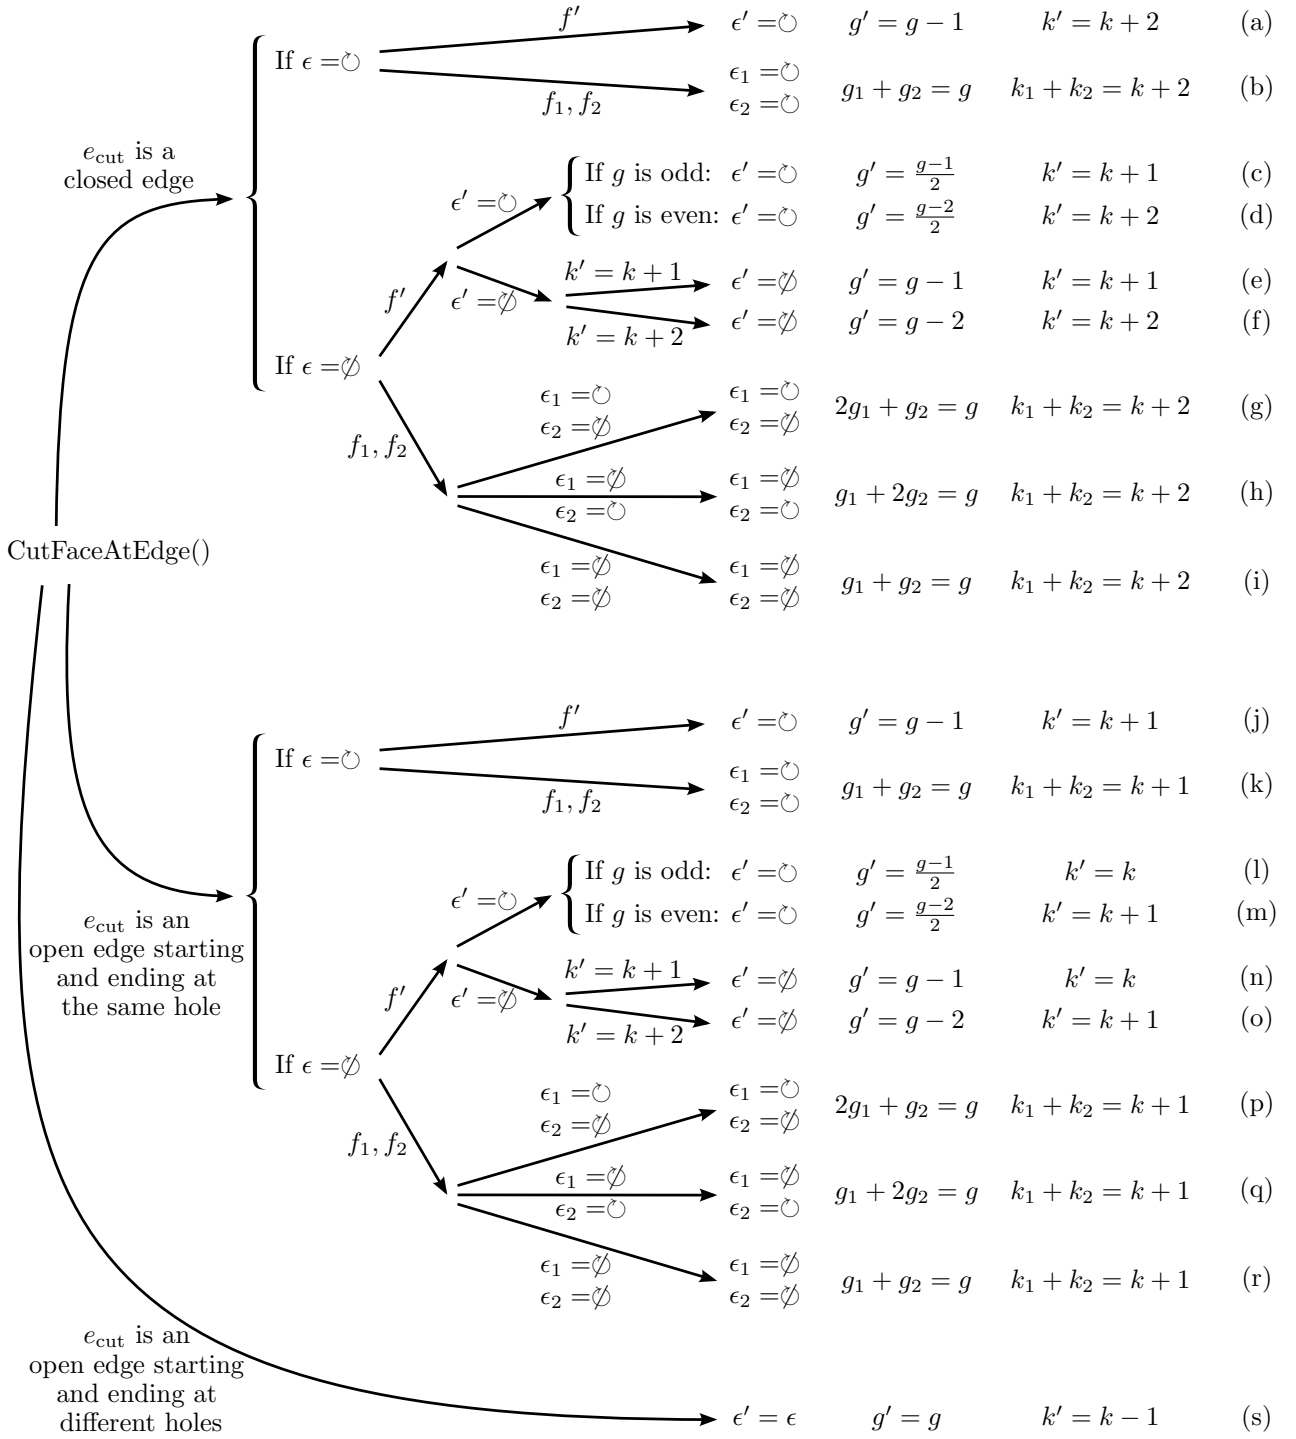 f′
If ϵ =↻
ϵ′ =↻ g′ = g − 1 k′ = k + 2 (a)
f₁, f₂
ϵ₁ =↻
ϵ₂ =↻
g₁ + g₂ = g k₁ + k₂ = k + 2 (b)
e_cut is a
closed edge
ϵ′ =↻
If g is odd: ϵ′ =↻ g′ = (g−1)/2 k′ = k + 1 (c)
If g is even: ϵ′ =↻ g′ = (g−2)/2 k′ = k + 2 (d)
f′
ϵ′ =↻̸
k′ = k + 1
ϵ′ =↻̸ g′ = g − 1 k′ = k + 1 (e)
k′ = k + 2
ϵ′ =↻̸ g′ = g − 2 k′ = k + 2 (f)
If ϵ =↻̸
f₁, f₂
ϵ₁ =↻
ϵ₂ =↻̸
ϵ₁ =↻
ϵ₂ =↻̸
2g₁ + g₂ = g k₁ + k₂ = k + 2 (g)
ϵ₁ =↻̸
ϵ₂ =↻
ϵ₁ =↻̸
ϵ₂ =↻
g₁ + 2g₂ = g k₁ + k₂ = k + 2 (h)
ϵ₁ =↻̸
ϵ₂ =↻̸
ϵ₁ =↻̸
ϵ₂ =↻̸
g₁ + g₂ = g k₁ + k₂ = k + 2 (i)
CutFaceAtEdge()
f′
If ϵ =↻
ϵ′ =↻ g′ = g − 1 k′ = k + 1 (j)
f₁, f₂
ϵ₁ =↻
ϵ₂ =↻
g₁ + g₂ = g k₁ + k₂ = k + 1 (k)
e_cut is an
open edge starting
and ending at
the same hole
ϵ′ =↻
If g is odd: ϵ′ =↻ g′ = (g−1)/2 k′ = k (l)
If g is even: ϵ′ =↻ g′ = (g−2)/2 k′ = k + 1 (m)
f′
ϵ′ =↻̸
k′ = k + 1
ϵ′ =↻̸ g′ = g − 1 k′ = k (n)
k′ = k + 2
ϵ′ =↻̸ g′ = g − 2 k′ = k + 1 (o)
If ϵ =↻̸
f₁, f₂
ϵ₁ =↻
ϵ₂ =↻̸
ϵ₁ =↻
ϵ₂ =↻̸
2g₁ + g₂ = g k₁ + k₂ = k + 1 (p)
ϵ₁ =↻̸
ϵ₂ =↻
ϵ₁ =↻̸
ϵ₂ =↻
g₁ + 2g₂ = g k₁ + k₂ = k + 1 (q)
ϵ₁ =↻̸
ϵ₂ =↻̸
ϵ₁ =↻̸
ϵ₂ =↻̸
g₁ + g₂ = g k₁ + k₂ = k + 1 (r)
e_cut is an
open edge starting
and ending at
different holes
ϵ′ = ϵ g′ = g k′ = k − 1 (s)